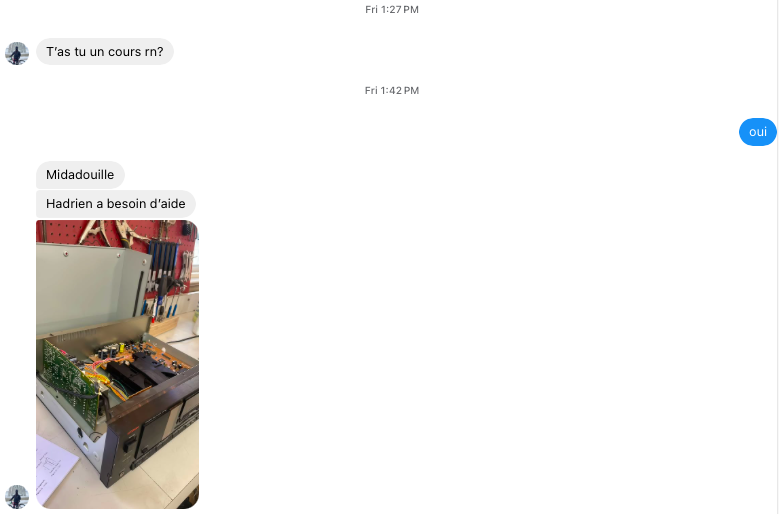 Fri 1:27 PM
T’as tu un cours rn?
Fri 1:42 PM
oui
Midadouille
Hadrien a besoin d’aide